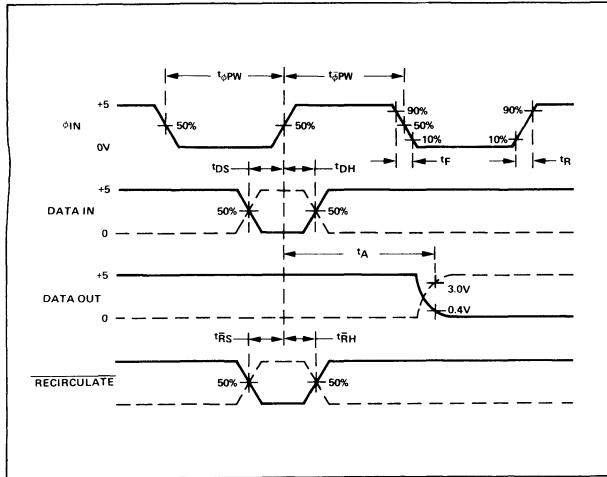 tϕPW tϕ̅PW
+5
ϕIN
0V
50% 50% 90% 50% 10% 10% 90%
tF tR
tDS tDH
+5
DATA IN
0
50% 50%
tA
+5
DATA OUT
0
3.0V
0.4V
tR̅S tR̅H
R̅E̅C̅I̅R̅C̅U̅L̅A̅T̅E̅
50% 50%